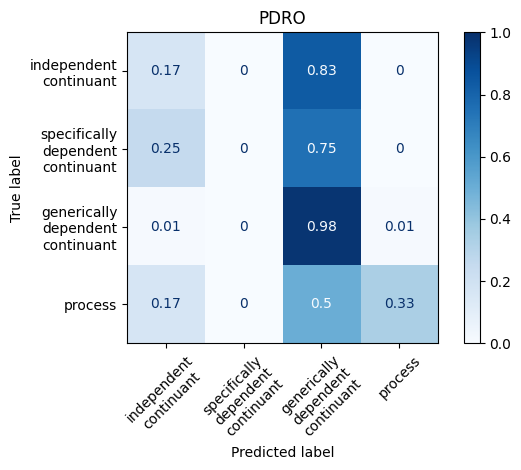 PDRO
True label
independent
continuant
0.17
0
0.83
0
specifically
dependent
continuant
0.25
0
0.75
0
generically
dependent
continuant
0.01
0
0.98
0.01
process
0.17
0
0.5
0.33
independent
continuant
specifically
dependent
continuant
generically
dependent
continuant
process
Predicted label
1.0
0.8
0.6
0.4
0.2
0.0